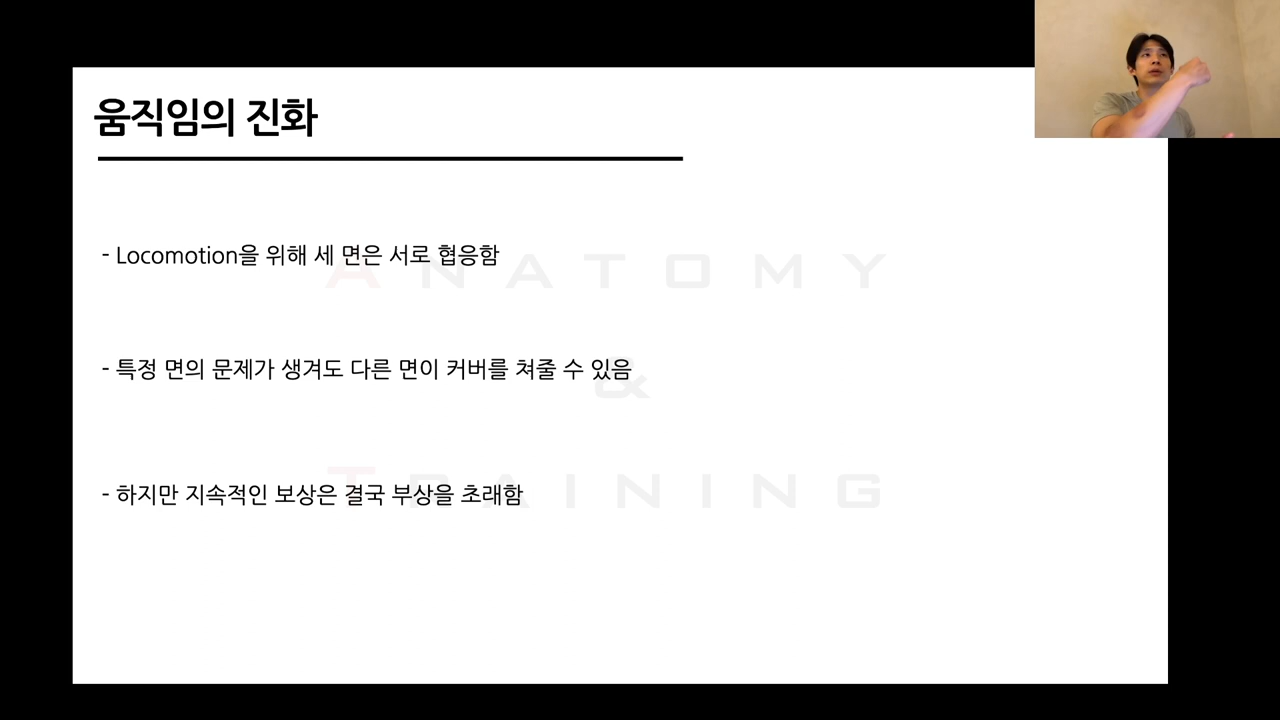 움직임의 진화
- Locomotion을 위해 세 면은 서로 협응함
ANATOMY
- 특정 면의 문제가 생겨도 다른 면이 커버를 쳐줄 수 있음
&
- 하지만 지속적인 보상은 결국 부상을 초래함
TRAINING